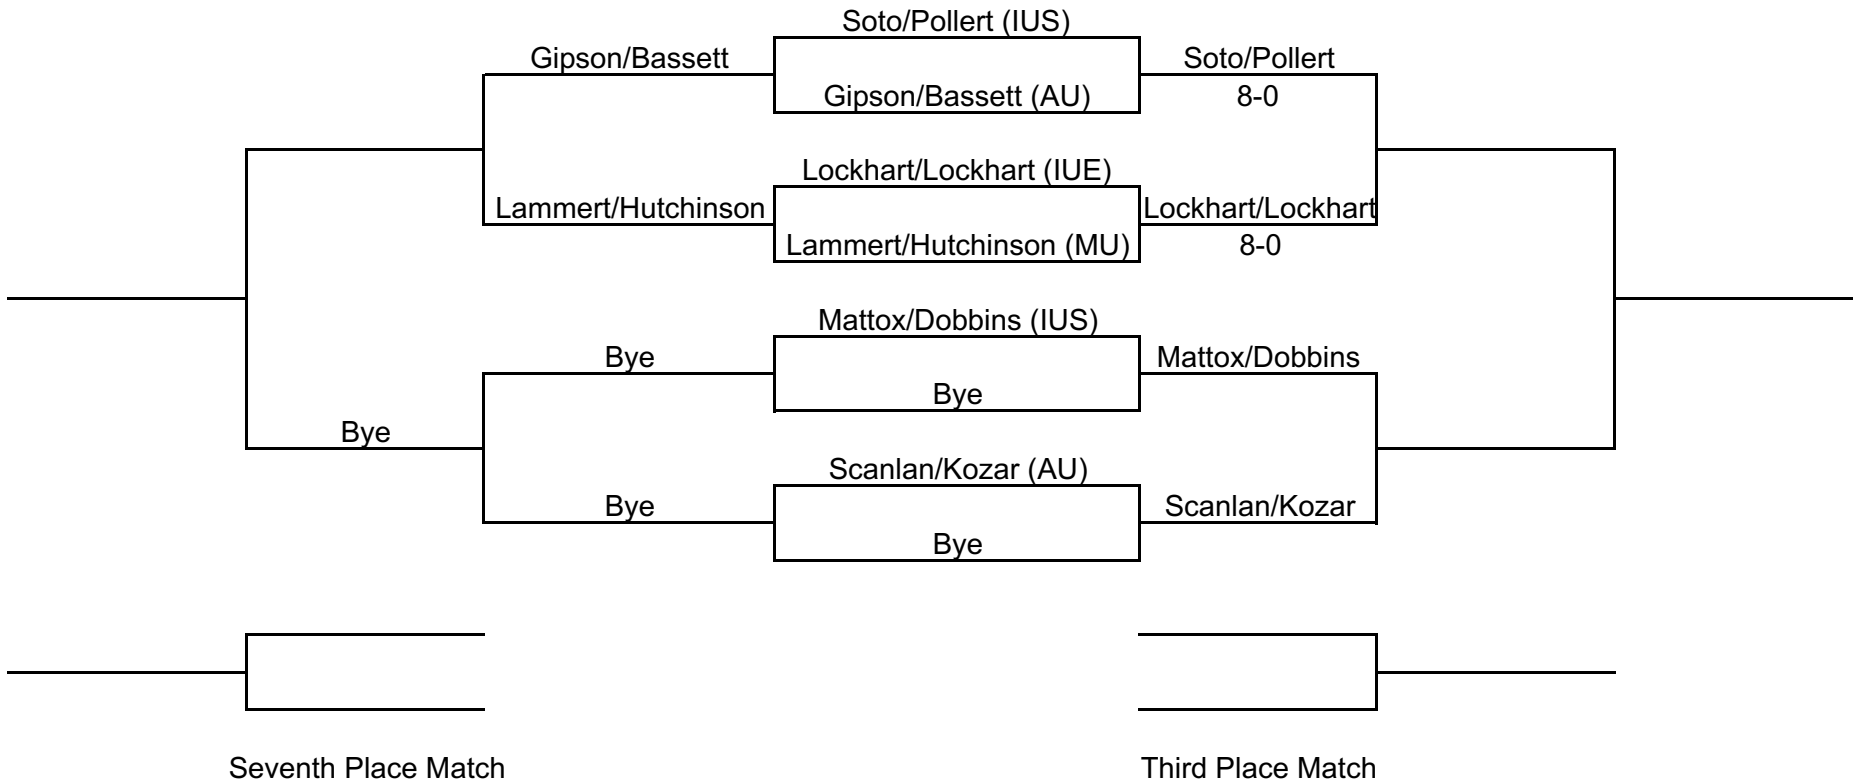 Soto/Pollert (IUS)
Gipson/Bassett
Soto/Pollert
Gipson/Bassett (AU)
8-0
Lockhart/Lockhart (IUE)
Lammert/Hutchinson
Lockhart/Lockhart
Lammert/Hutchinson (MU)
8-0
Mattox/Dobbins (IUS)
Bye
Mattox/Dobbins
Bye
Bye
Scanlan/Kozar (AU)
Bye
Scanlan/Kozar
Bye
Seventh Place Match
Third Place Match